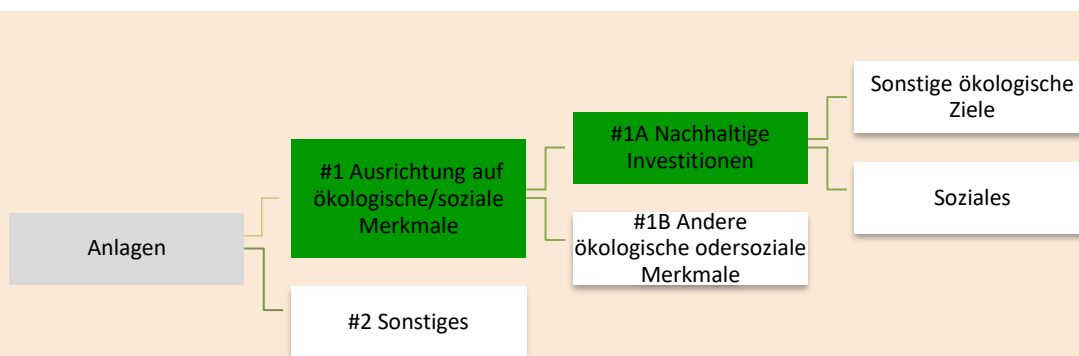 Anlagen
#1 Ausrichtung auf
ökologische/soziale
Merkmale
#2 Sonstiges
#1A Nachhaltige
Investitionen
#1B Andere
ökologische odersoziale
Merkmale
Sonstige ökologische
Ziele
Soziales